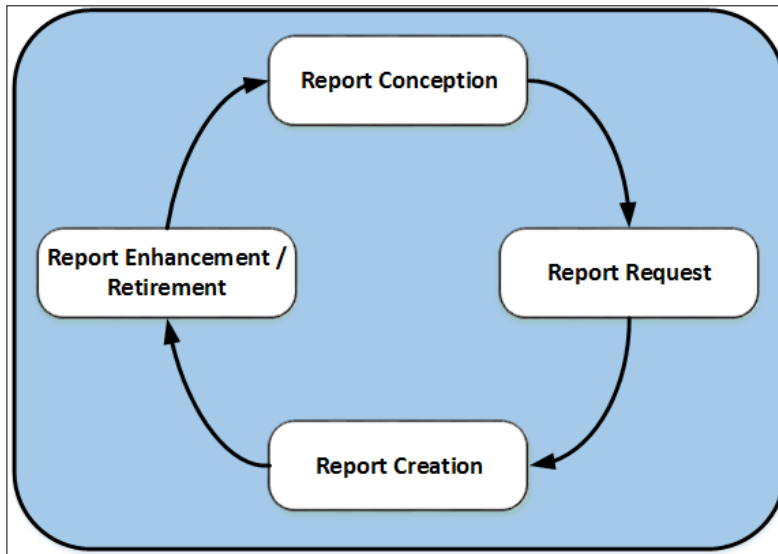 Report Conception
Report Enhancement /
Retirement
Report Request
Report Creation